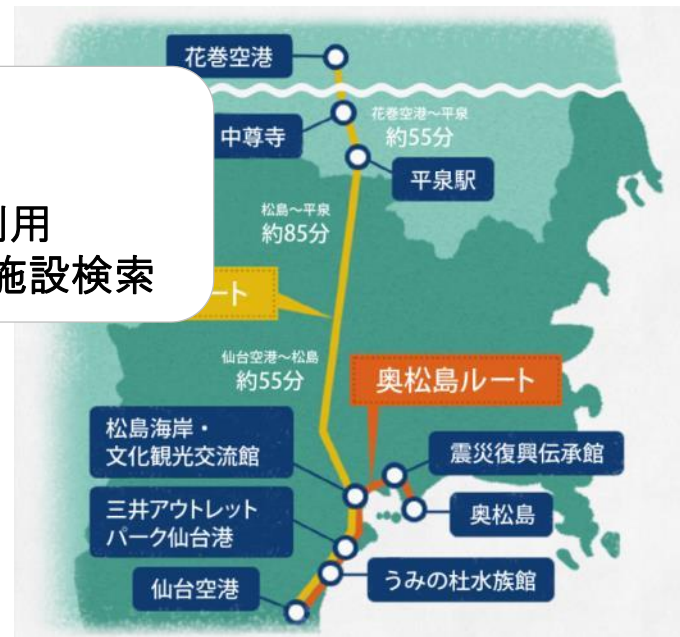 花巻空港
中尊寺
花巻空港～平泉
約55分
平泉駅
松島～平泉
約85分
用
施設検索
ート
仙台空港～松島
約55分
奥松島ルート
松島海岸・
文化観光交流館
震災復興伝承館
三井アウトレット
パーク仙台港
奥松島
うみの杜水族館
仙台空港